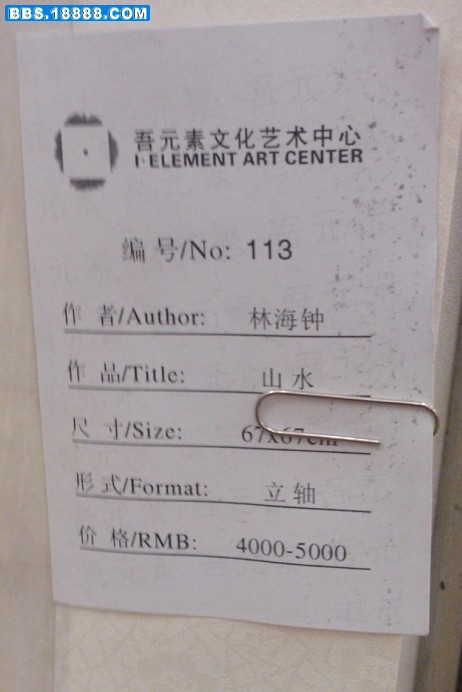 BBS.18888.COM
吾元素文化艺术中心
I·ELEMENT ART CENTER
编号/No: 113
作者/Author: 林海钟
作品/Title: 山水
尺寸/Size: 67x67cm
形式/Format: 立轴
价格/RMB: 4000-5000